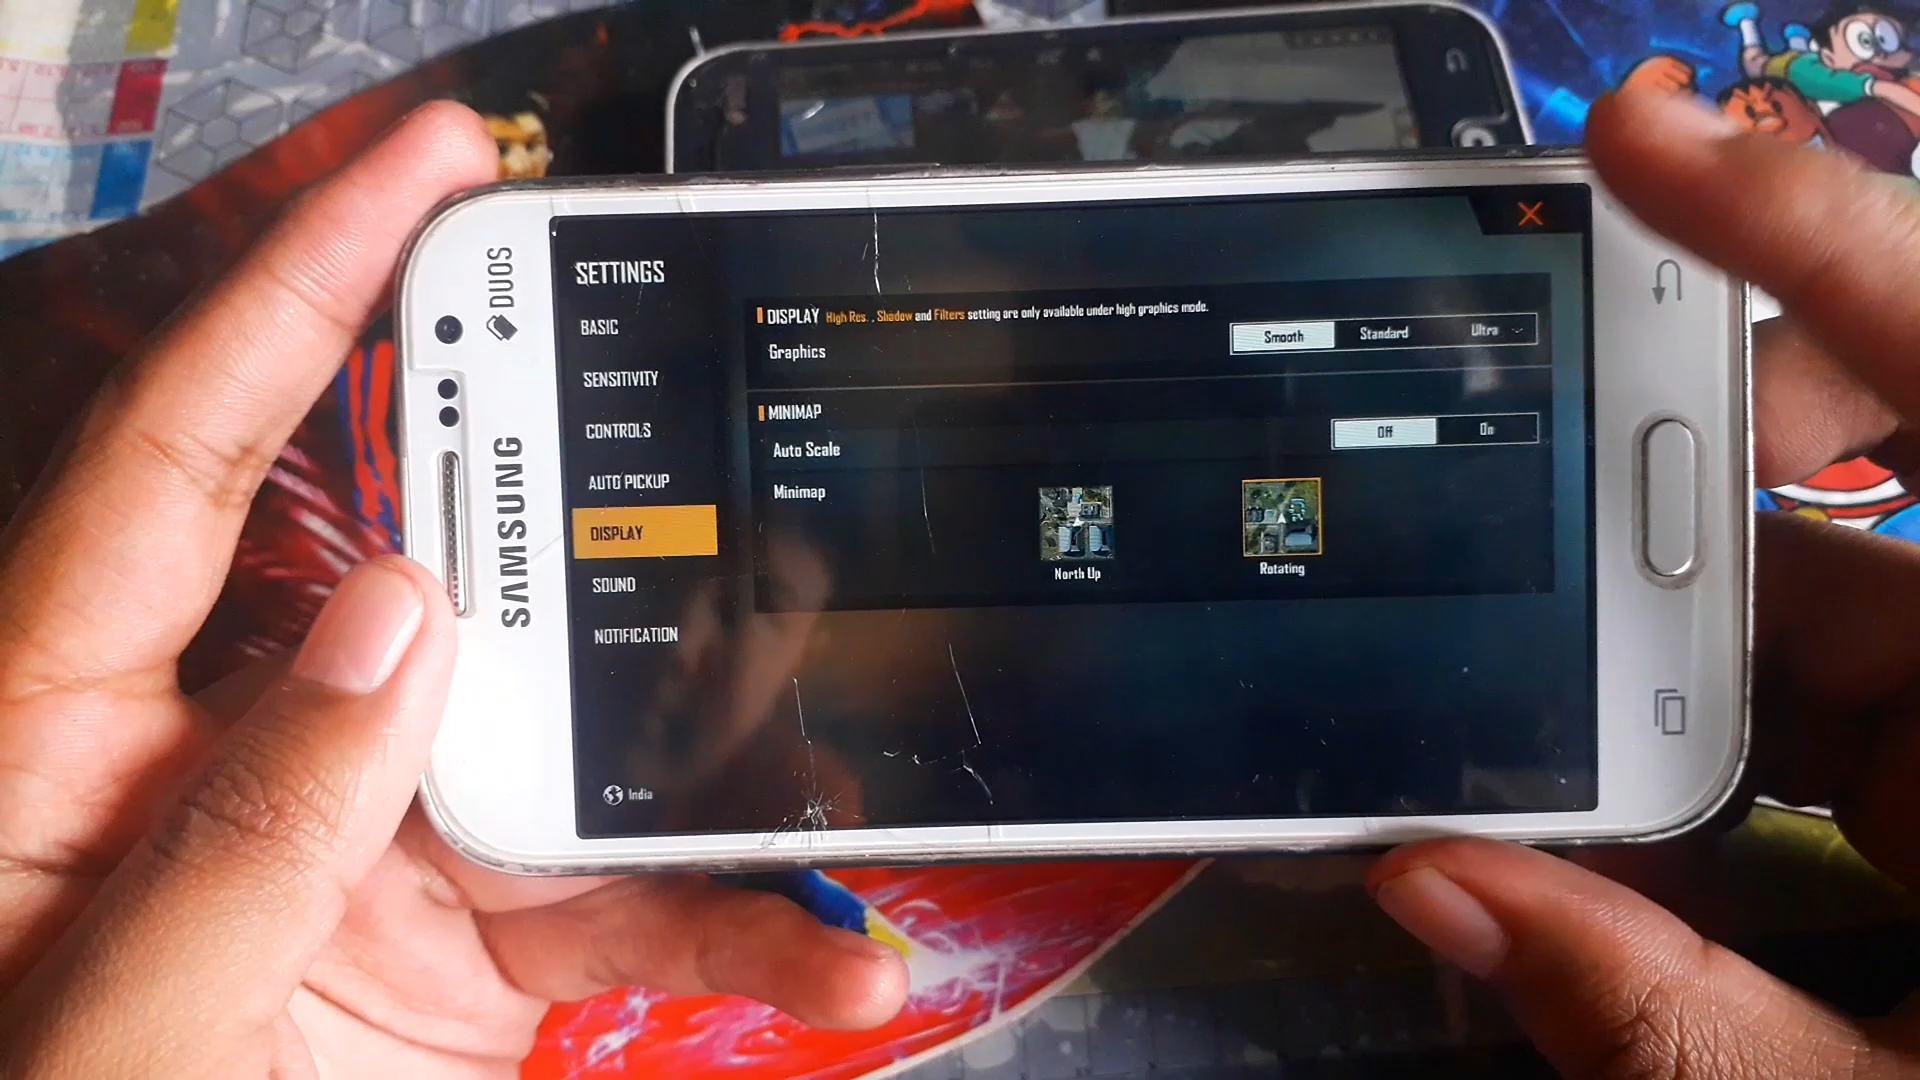 DUOS
SAMSUNG
SETTINGS
BASIC
SENSITIVITY
CONTROLS
AUTO PICKUP
DISPLAY
SOUND
NOTIFICATION
India
DISPLAY High Res. , Shadow and Filters setting are only available under high graphics mode.
Graphics
Smooth Standard Ultra
MINIMAP
Auto Scale
Off On
Minimap
North Up
Rotating